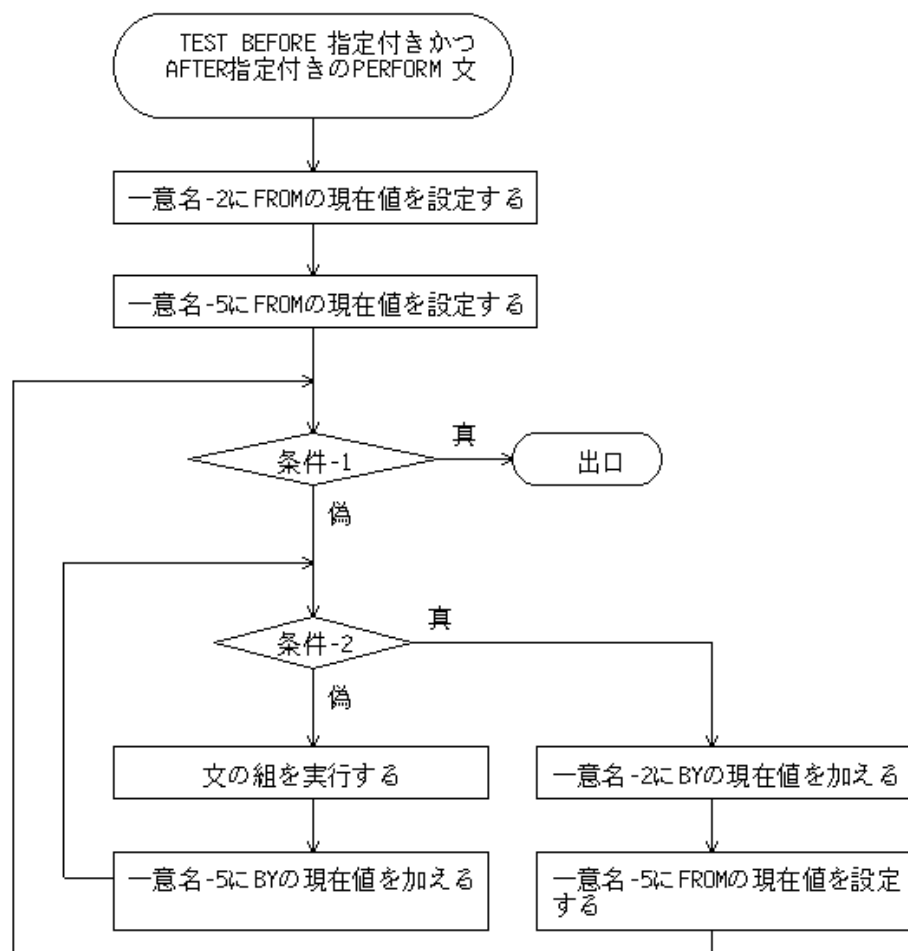 TEST BEFORE 指定付きかつ
AFTER指定付きのPERFORM 文
一意名-2にFROMの現在値を設定する
一意名-5にFROMの現在値を設定する
条件-1
真
出口
偽
条件-2
真
偽
文の組を実行する
一意名-2にBYの現在値を加える
一意名-5にBYの現在値を加える
一意名-5にFROMの現在値を設定
する